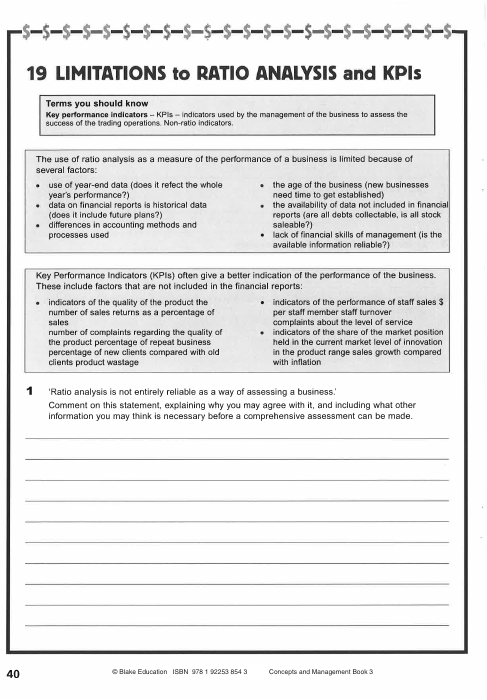 19 LIMITATIONS to RATIO ANALYSIS and KPIs
Terms you should know
Key performance indicators – KPIs – indicators used by the management of the business to assess the
success of the trading operations. Non-ratio indicators.
The use of ratio analysis as a measure of the performance of a business is limited because of
several factors:
• use of year-end data (does it refect the whole
year's performance?)
• data on financial reports is historical data
(does it include future plans?)
• differences in accounting methods and
processes used
• the age of the business (new businesses
need time to get established)
• the availability of data not included in financial
reports (are all debts collectable, is all stock
saleable?)
• lack of financial skills of management (is the
available information reliable?)
Key Performance Indicators (KPIs) often give a better indication of the performance of the business.
These include factors that are not included in the financial reports:
• indicators of the quality of the product the
number of sales returns as a percentage of
sales
number of complaints regarding the quality of
the product percentage of repeat business
percentage of new clients compared with old
clients product wastage
• indicators of the performance of staff sales $
per staff member staff turnover
complaints about the level of service
• indicators of the share of the market position
held in the current market level of innovation
in the product range sales growth compared
with inflation
1 'Ratio analysis is not entirely reliable as a way of assessing a business.'
Comment on this statement, explaining why you may agree with it, and including what other
information you may think is necessary before a comprehensive assessment can be made.
40
© Blake Education ISBN 978 1 92253 854 3 Concepts and Management Book 3